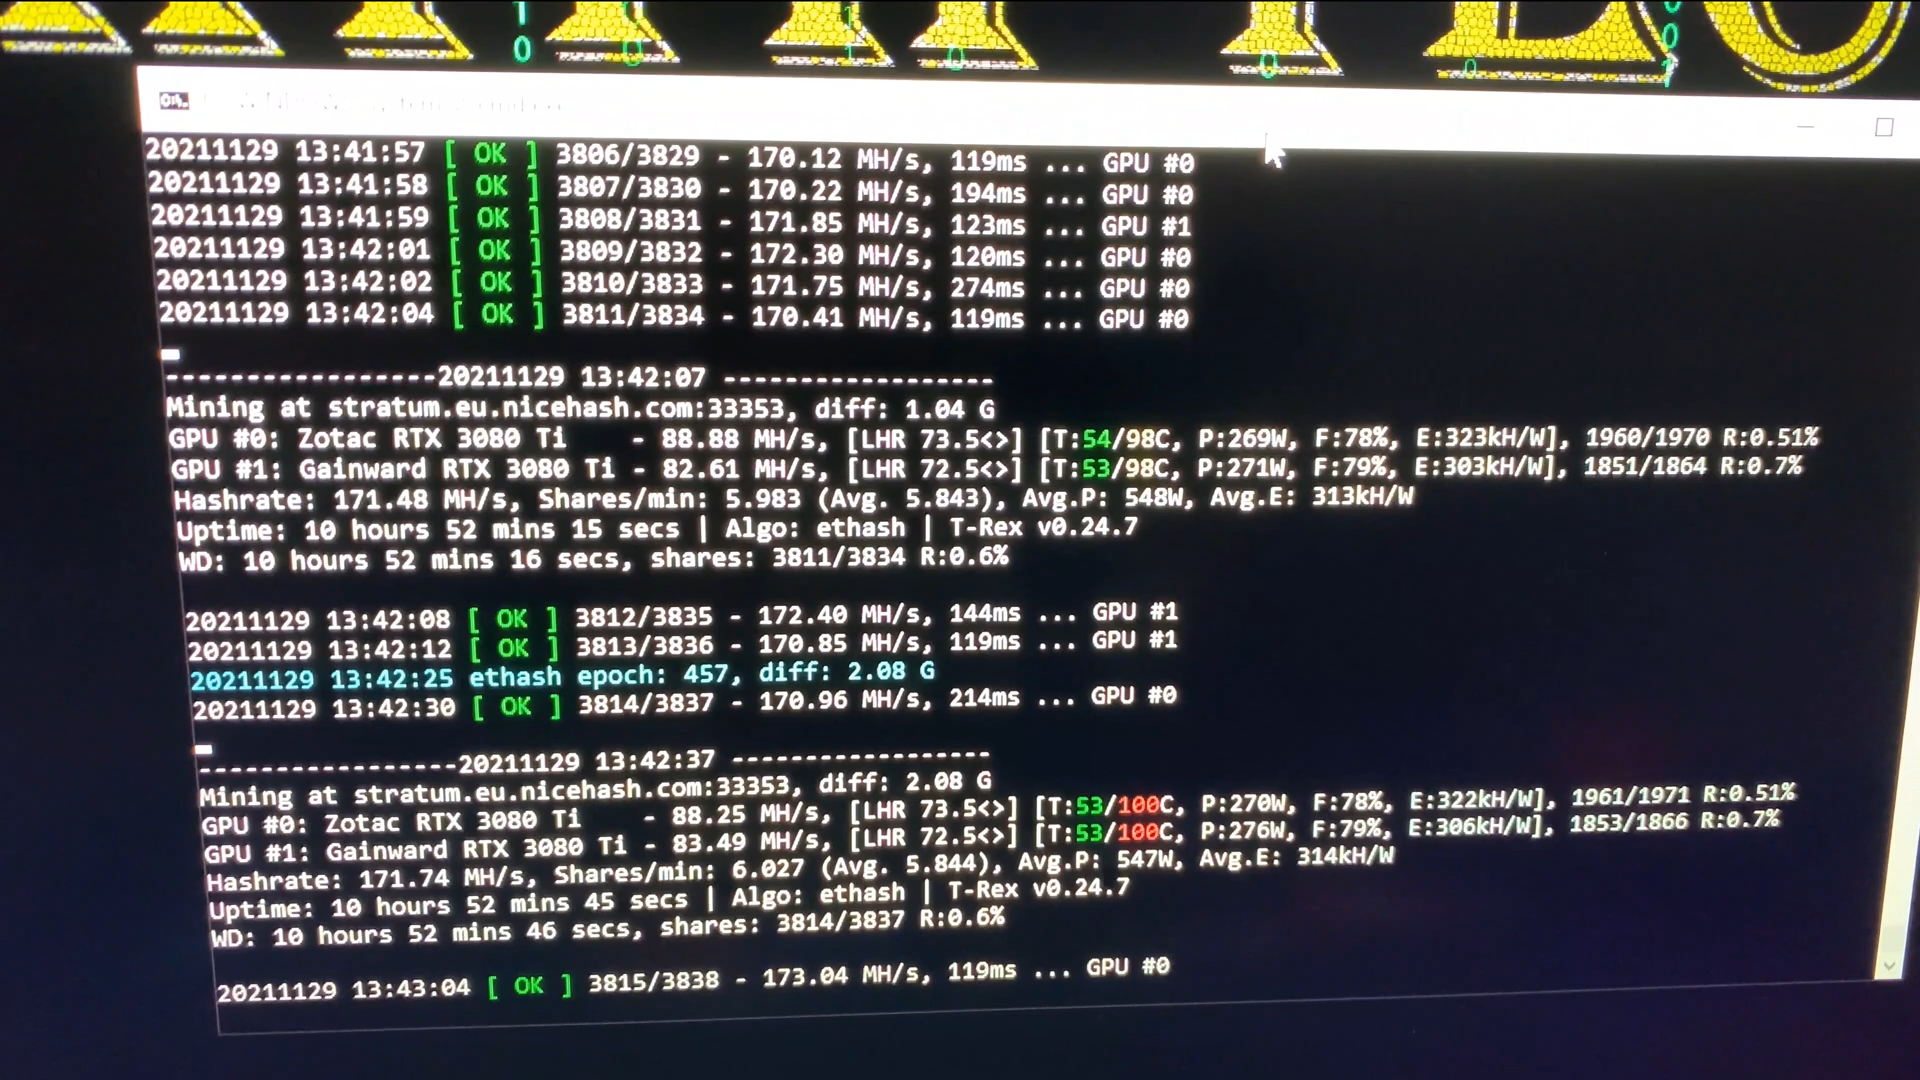 20211129 13:41:57 [ OK ] 3806/3829 - 170.12 MH/s, 119ms ... GPU #0
20211129 13:41:58 [ OK ] 3807/3830 - 170.22 MH/s, 194ms ... GPU #0
20211129 13:41:59 [ OK ] 3808/3831 - 171.85 MH/s, 123ms ... GPU #1
20211129 13:42:01 [ OK ] 3809/3832 - 172.30 MH/s, 120ms ... GPU #0
20211129 13:42:02 [ OK ] 3810/3833 - 171.75 MH/s, 274ms ... GPU #0
20211129 13:42:04 [ OK ] 3811/3834 - 170.41 MH/s, 119ms ... GPU #0
-----------------20211129 13:42:07 ------------------
Mining at stratum.eu.nicehash.com:33353, diff: 1.04 G
GPU #0: Zotac RTX 3080 Ti    - 88.88 MH/s, [LHR 73.5<>] [T:54/98C, P:269W, F:78%, E:323kH/W], 1960/1970 R:0.51%
GPU #1: Gainward RTX 3080 Ti - 82.61 MH/s, [LHR 72.5<>] [T:53/98C, P:271W, F:79%, E:303kH/W], 1851/1864 R:0.7%
Hashrate: 171.48 MH/s, Shares/min: 5.983 (Avg. 5.843), Avg.P: 548W, Avg.E: 313kH/W
Uptime: 10 hours 52 mins 15 secs | Algo: ethash | T-Rex v0.24.7
WD: 10 hours 52 mins 16 secs, shares: 3811/3834 R:0.6%
20211129 13:42:08 [ OK ] 3812/3835 - 172.40 MH/s, 144ms ... GPU #1
20211129 13:42:12 [ OK ] 3813/3836 - 170.85 MH/s, 119ms ... GPU #1
20211129 13:42:25 ethash epoch: 457, diff: 2.08 G
20211129 13:42:30 [ OK ] 3814/3837 - 170.96 MH/s, 214ms ... GPU #0
-----------------20211129 13:42:37 -----------------
Mining at stratum.eu.nicehash.com:33353, diff: 2.08 G
GPU #0: Zotac RTX 3080 Ti    - 88.25 MH/s, [LHR 73.5<>] [T:53/100C, P:270W, F:78%, E:322kH/W], 1961/1971 R:0.51%
GPU #1: Gainward RTX 3080 Ti - 83.49 MH/s, [LHR 72.5<>] [T:53/100C, P:276W, F:79%, E:306kH/W], 1853/1866 R:0.7%
Hashrate: 171.74 MH/s, Shares/min: 6.027 (Avg. 5.844), Avg.P: 547W, Avg.E: 314kH/W
Uptime: 10 hours 52 mins 45 secs | Algo: ethash | T-Rex v0.24.7
WD: 10 hours 52 mins 46 secs, shares: 3814/3837 R:0.6%
20211129 13:43:04 [ OK ] 3815/3838 - 173.04 MH/s, 119ms ... GPU #0